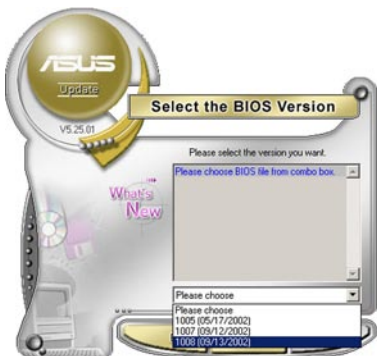 ASUS
Update
V5.25.01
Select the BIOS Version
Please select the version you want.
Please choose BIOS file from combo box.
What's
New
Please choose
Please choose
1005 (05/17/2002)
1007 (09/12/2002)
1008 (09/13/2002)